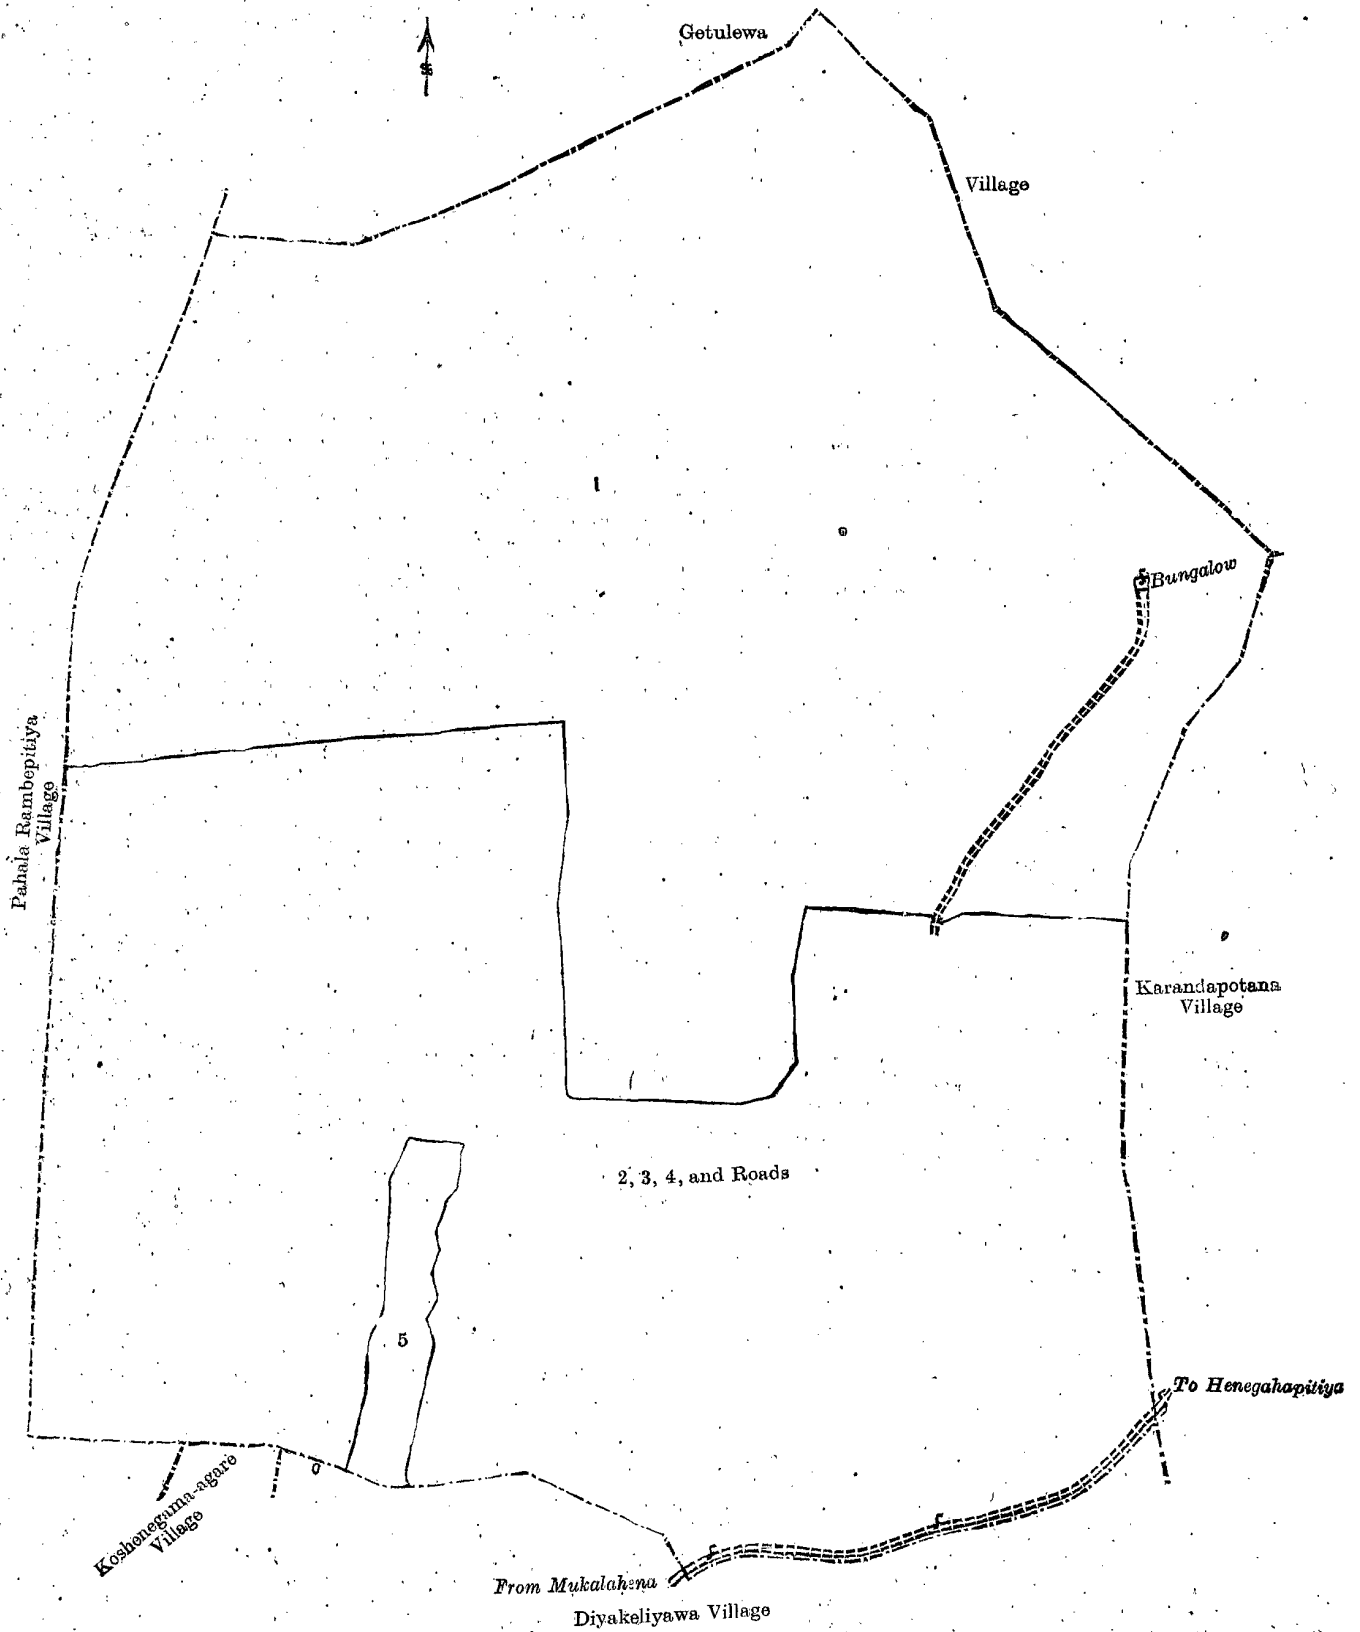 Getulewa
Village
1
Bungalow
Pahala Rambepitiya
Village
Karandapotana
Village
2, 3, 4, and Roads
5
To Henegahapitiya
Koshenegama-agare
Village
From Mukalahena
Diyakeliyawa Village